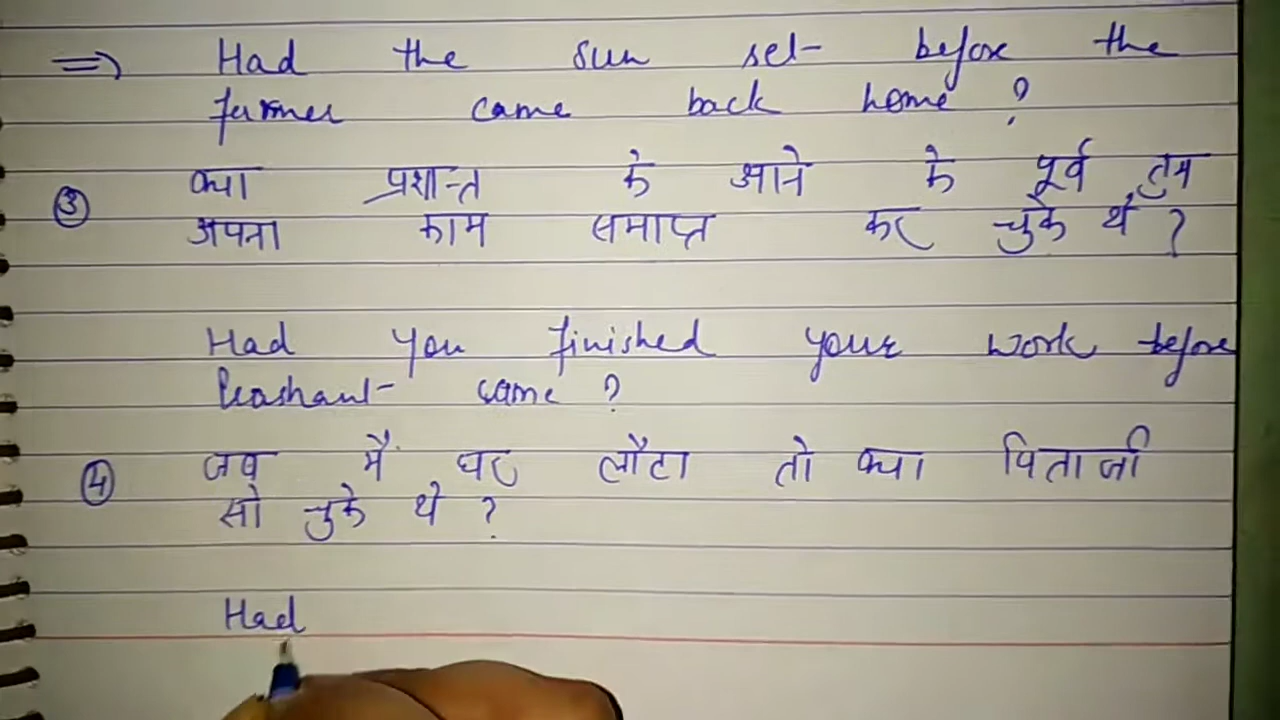 ⇒ Had the sun set before the
farmer came back home ?
③ क्या प्रशान्त के आने के पूर्व तुम
अपना काम समाप्त कर चुके थे ?
Had you finished your work before
Prashant came ?
④ जब मैं घर लौटा तो क्या पिताजी
सो चुके थे ?
Had